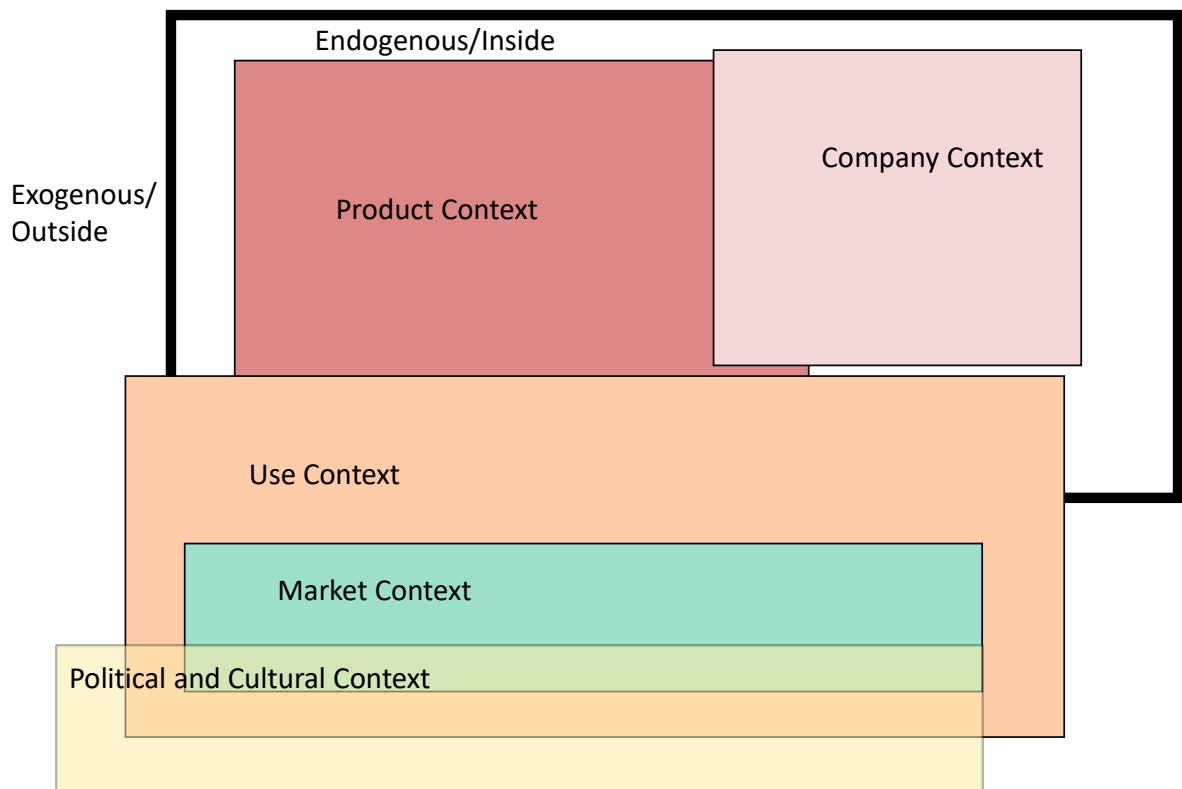 Endogenous/Inside
Company Context
Exogenous/
Outside
Product Context
Use Context
Market Context
Political and Cultural Context